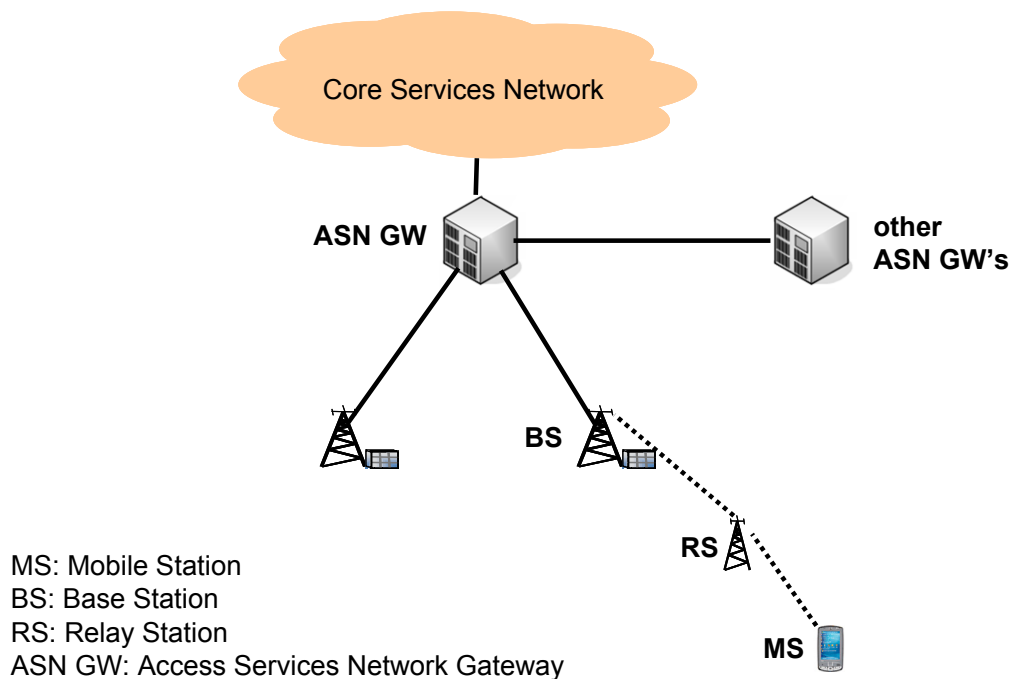 Core Services Network
ASN GW
other
ASN GW's
BS
RS
MS
MS: Mobile Station
BS: Base Station
RS: Relay Station
ASN GW: Access Services Network Gateway